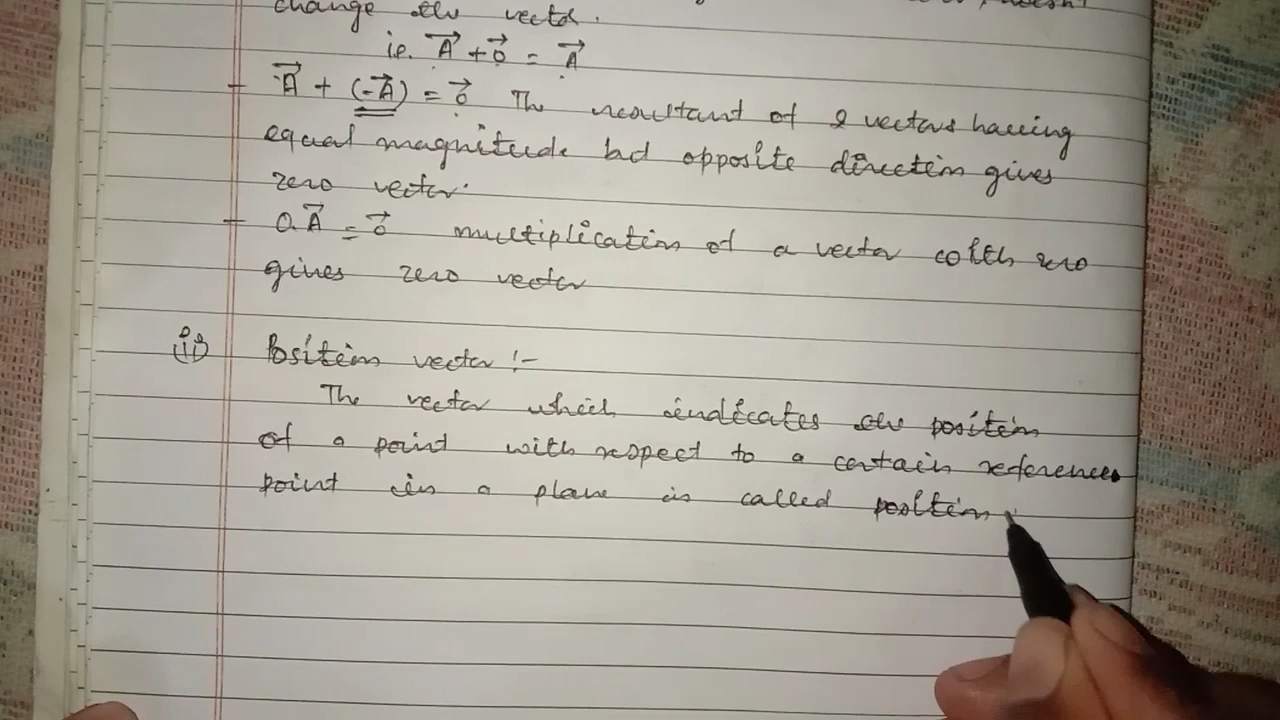 change the vector.
ie. A⃗ + 0⃗ = A⃗
+ A⃗ + (-A⃗) = 0⃗ The resultant of 2 vectors having
equal magnitude bd opposite direction gives
zero vector.
+ 0.A⃗ = 0⃗ multiplication of a vector with zero
gives zero vector
(ii) Position vector :-
The vector which indicates the position
of a point with respect to a certain reference
point in a plane is called position